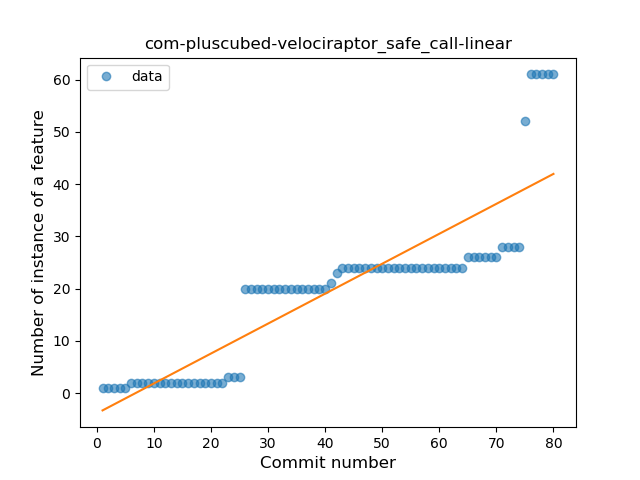 com-pluscubed-velociraptor_safe_call-linear
data
Number of instance of a feature
60
50
40
30
20
10
0
0 10 20 30 40 50 60 70 80
Commit number